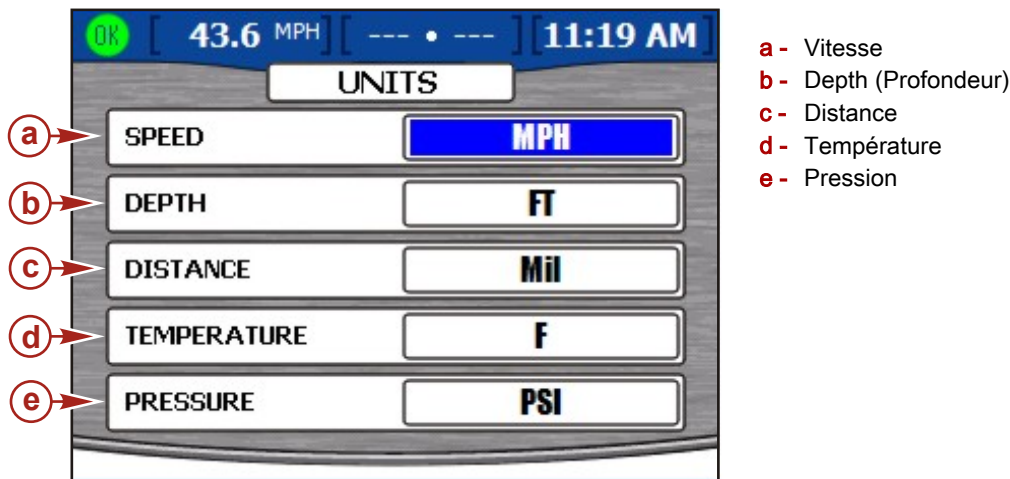 OK [ 43.6 MPH ] [ --- • --- ] [ 11:19 AM ]
UNITS
a SPEED MPH
b DEPTH FT
c DISTANCE Mil
d TEMPERATURE F
e PRESSURE PSI
a - Vitesse
b - Depth (Profondeur)
c - Distance
d - Température
e - Pression